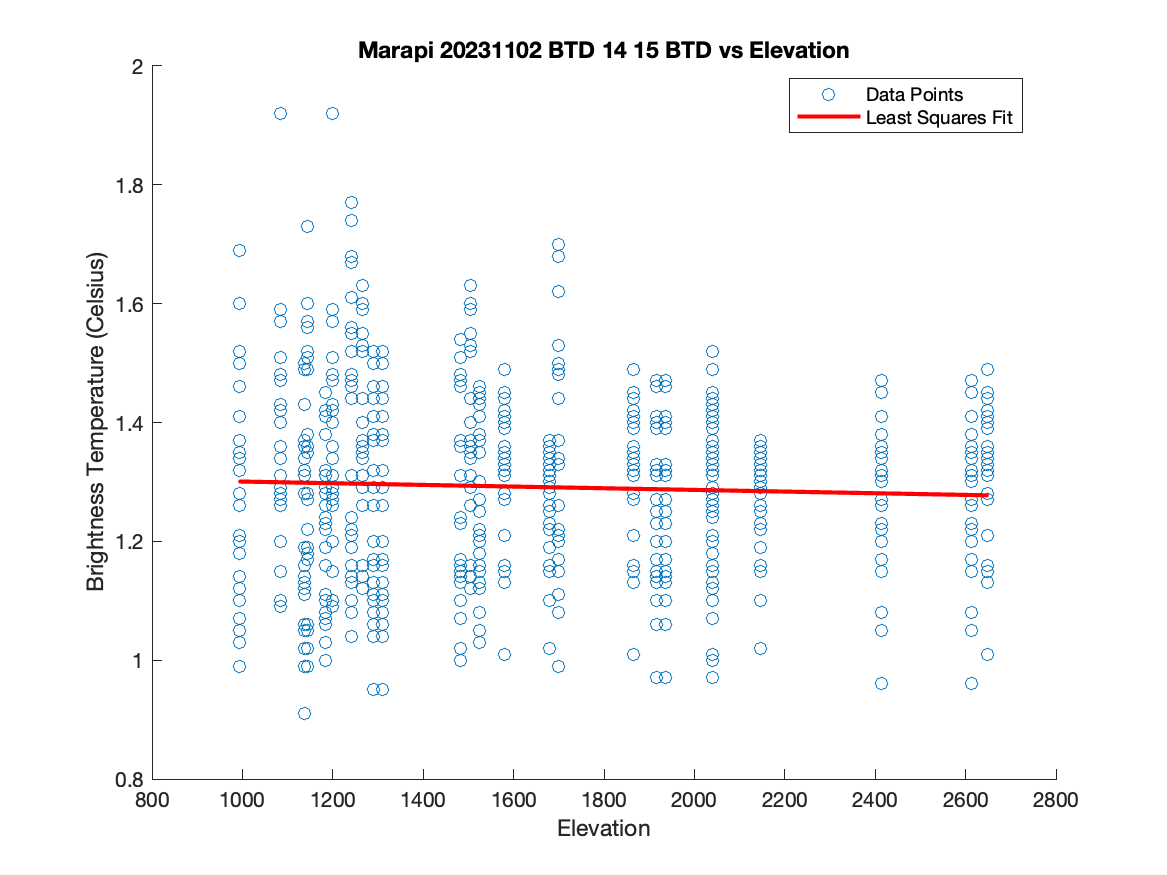 Marapi 20231102 BTD 14 15 BTD vs Elevation
Data Points
Least Squares Fit
Brightness Temperature (Celsius)
2
1.8
1.6
1.4
1.2
1
0.8
800 1000 1200 1400 1600 1800 2000 2200 2400 2600 2800
Elevation